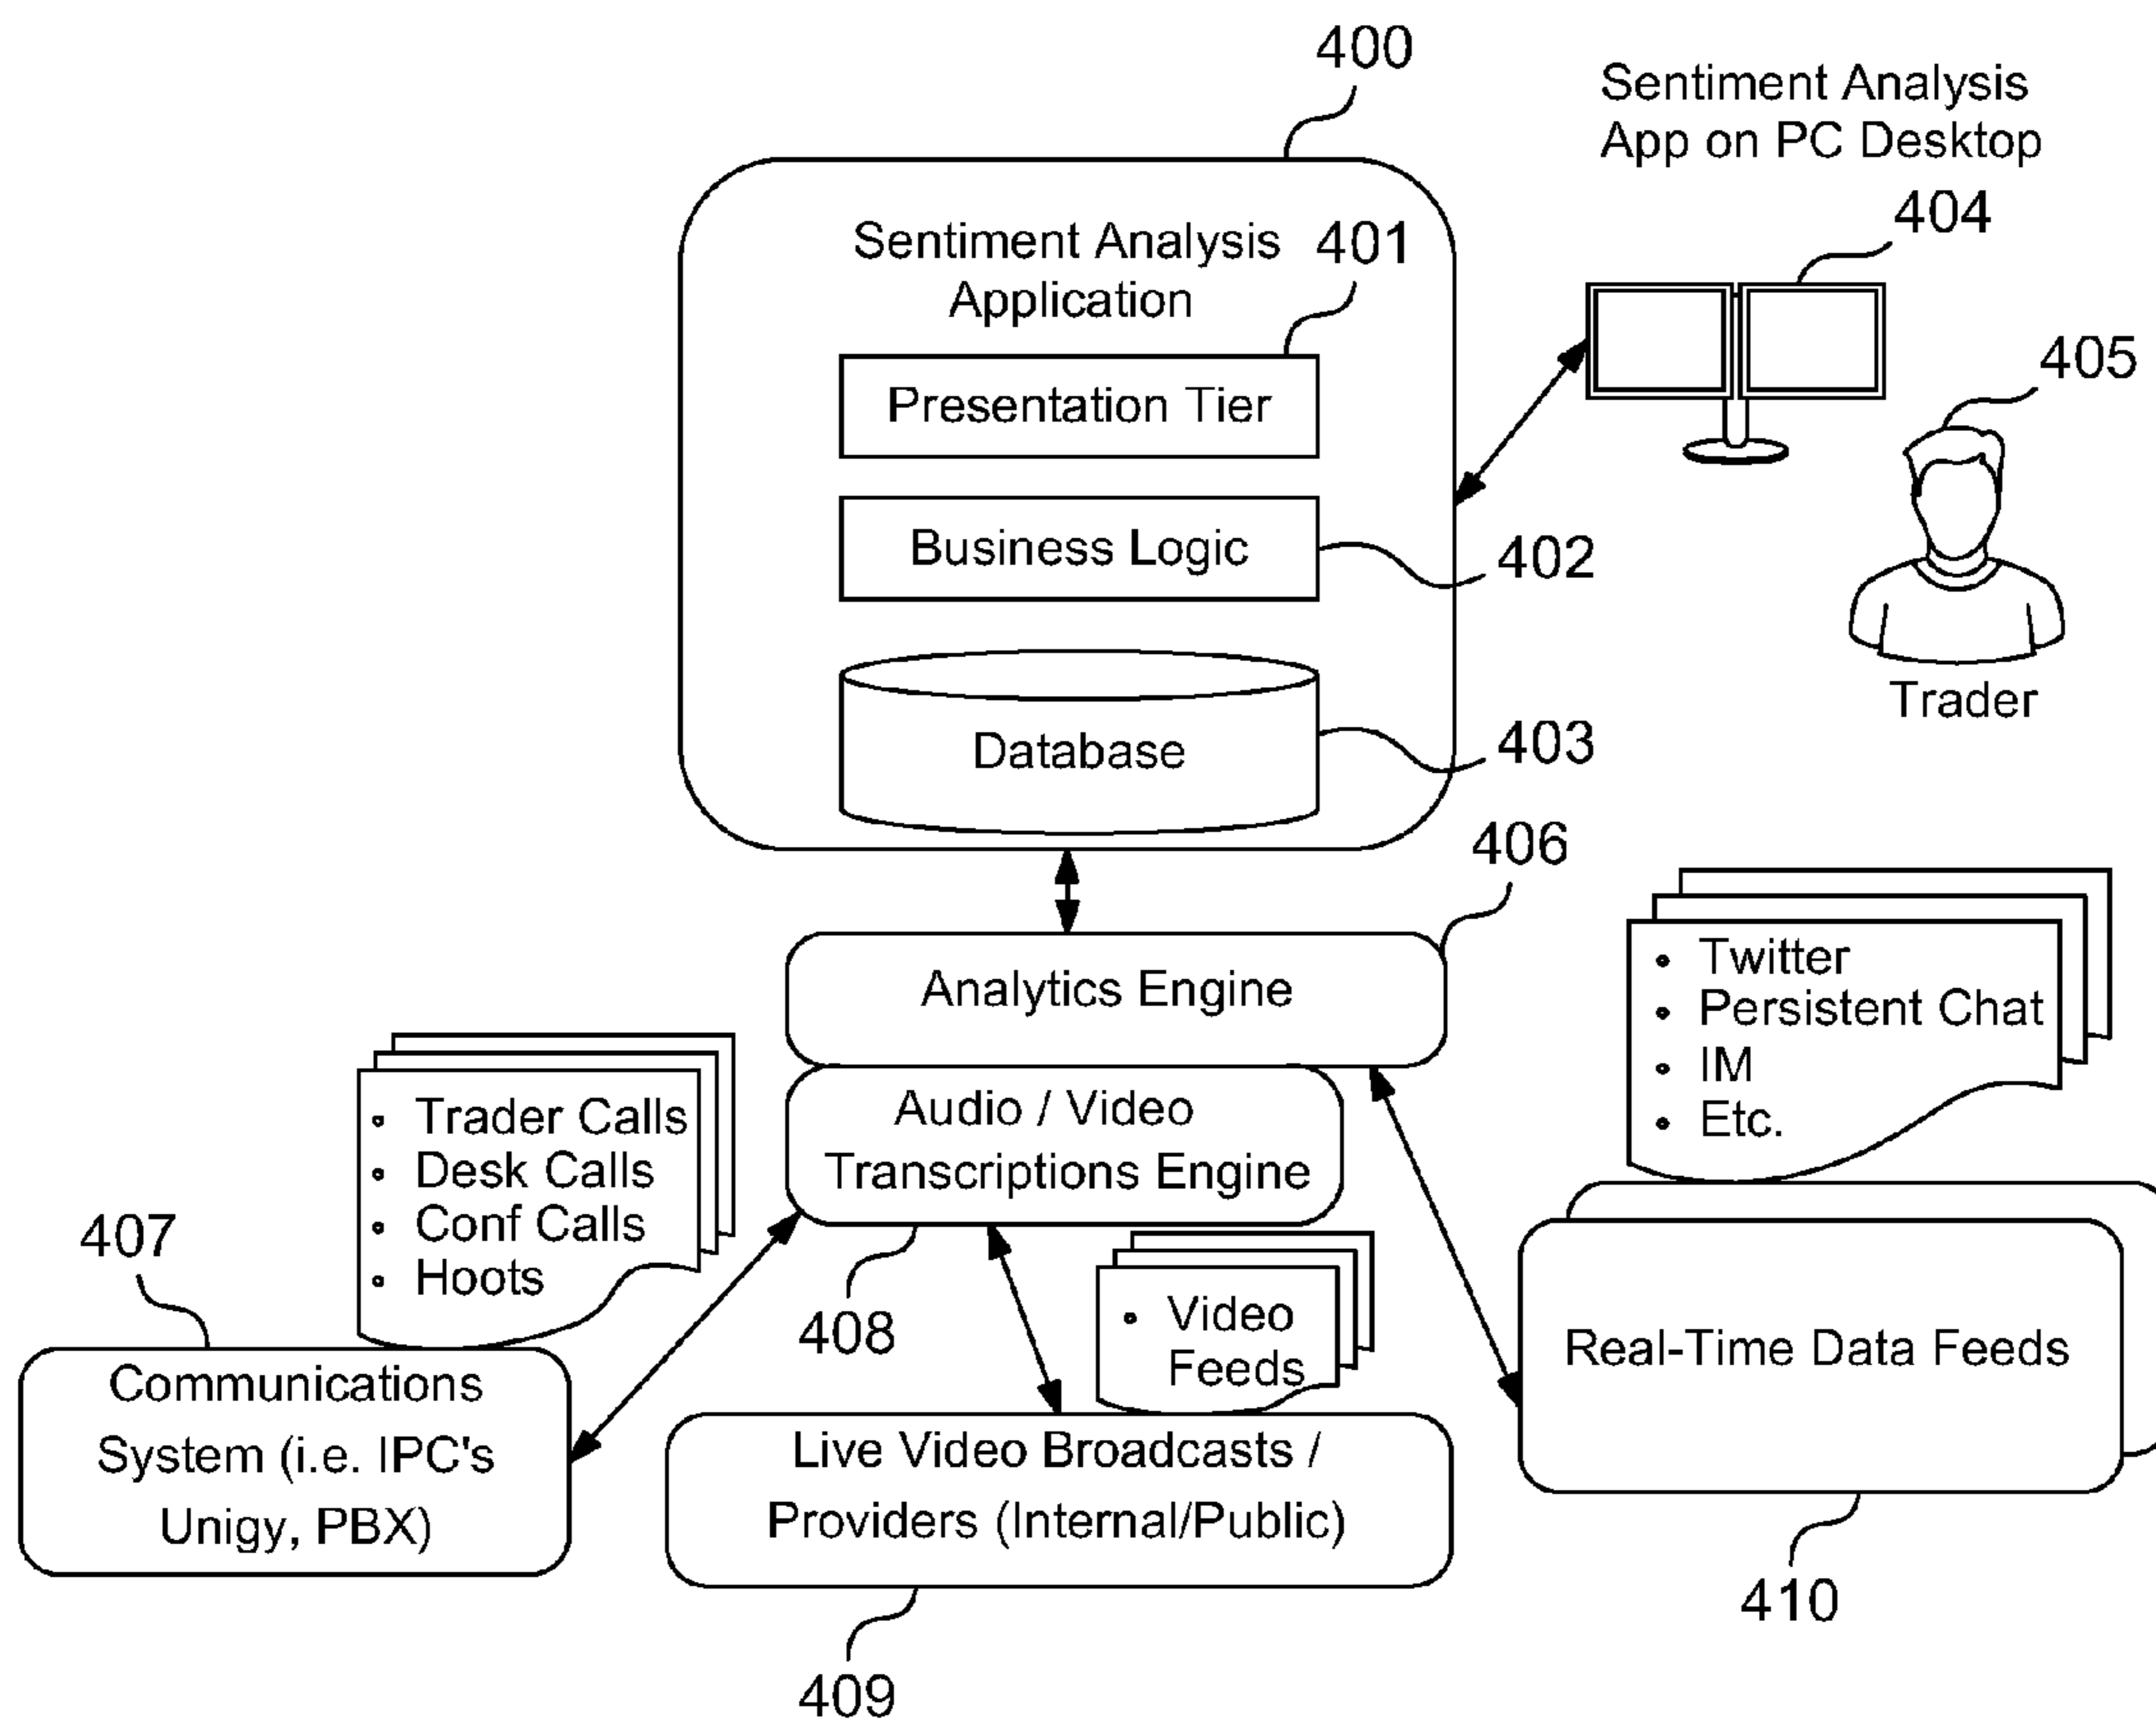 400
Sentiment Analysis
App on PC Desktop
404
Sentiment Analysis
Application
401
405
Presentation Tier
Business Logic
402
Trader
Database
403
406
Analytics Engine
• Twitter
• Persistent Chat
• IM
• Etc.
Audio / Video
Transcriptions Engine
• Trader Calls
• Desk Calls
• Conf Calls
• Hoots
407
408
• Video
Feeds
Real-Time Data Feeds
Communications
System (i.e. IPC's
Unigy, PBX)
Live Video Broadcasts /
Providers (Internal/Public)
410
409